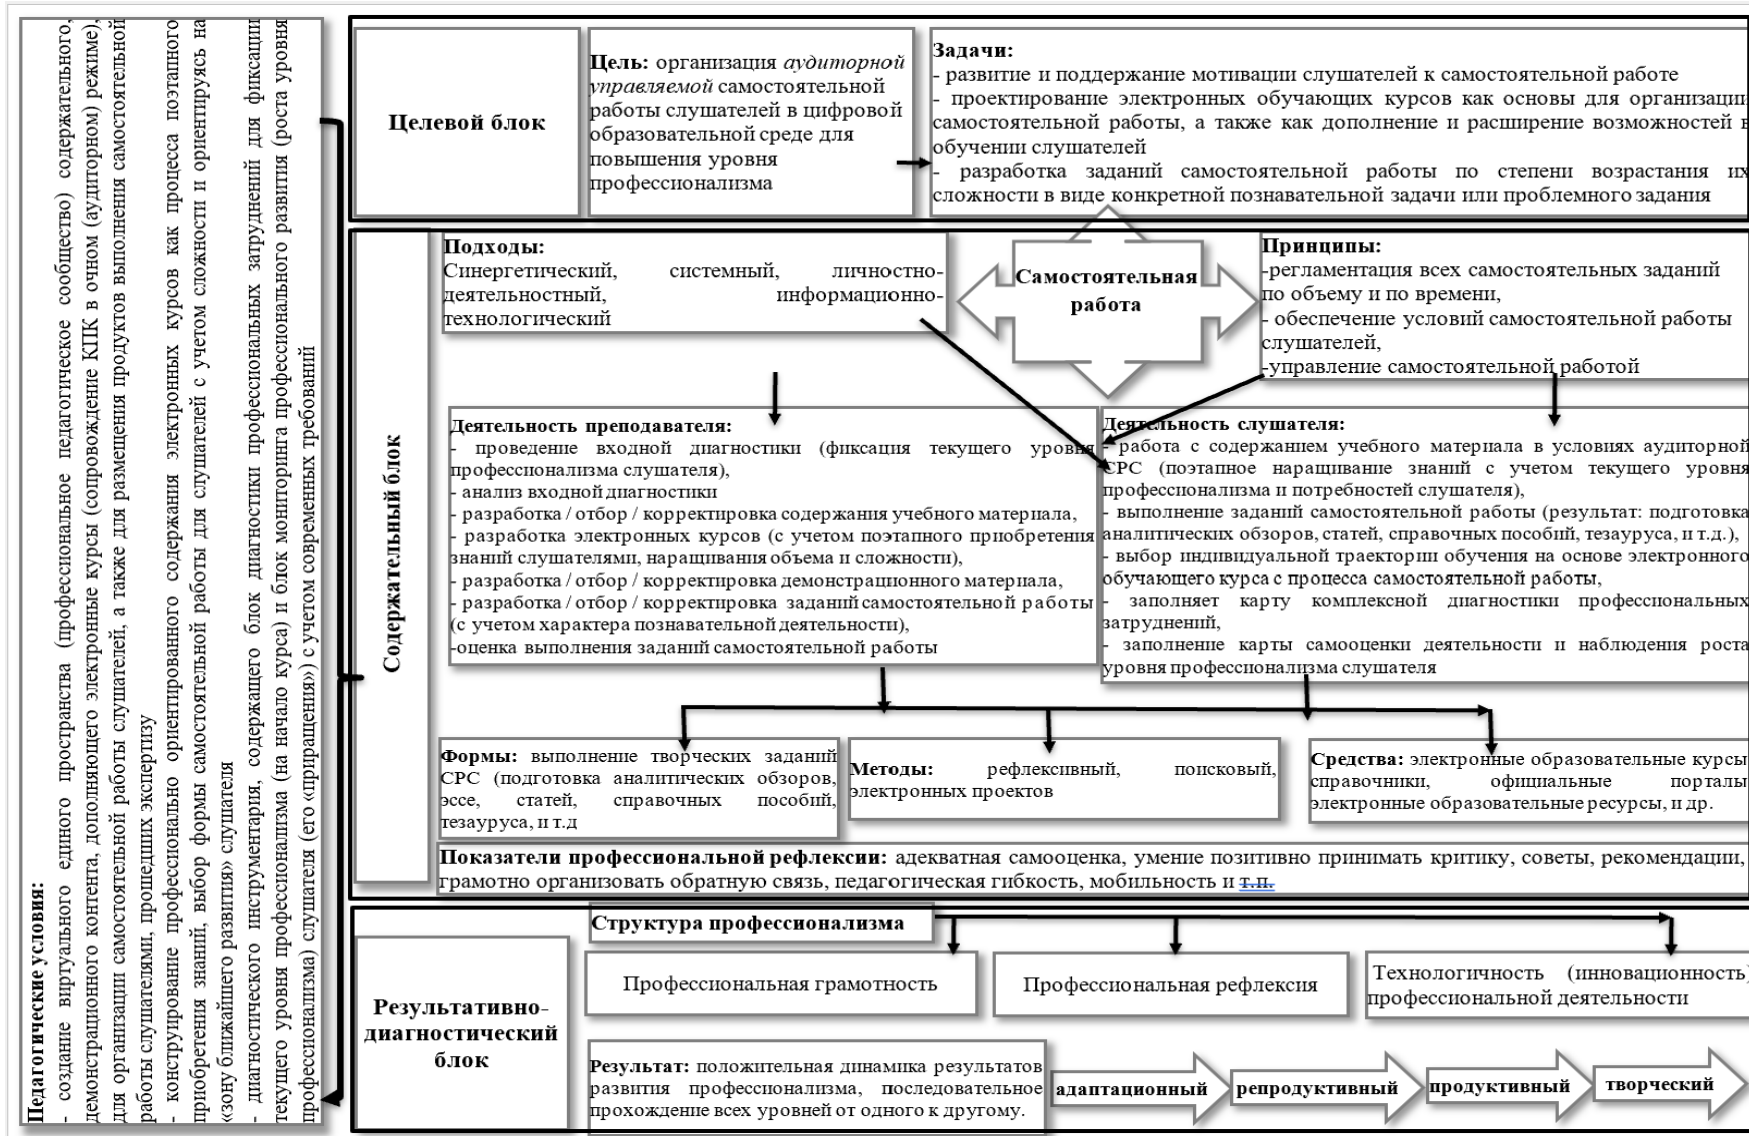 Педагогические условия:
- создание виртуального единого пространства (профессиональное педагогическое сообщество) содержательного,
демонстрационного контента, дополняющего электронные курсы (сопровождение КПК в очном (аудиторном) режиме),
для организации самостоятельной работы слушателей, а также для размещения продуктов выполнения самостоятельной
работы слушателями, прошедших экспертизу
- конструирование профессионально ориентированного содержания электронных курсов как процесса поэтапного
приобретения знаний, выбор формы самостоятельной работы для слушателей с учетом сложности и ориентируясь на
«зону ближайшего развития» слушателя
- диагностического инструментария, содержащего блок диагностики профессиональных затруднений для фиксации
текущего уровня профессионализма (на начало курса) и блок мониторинга профессионального развития (роста уровня
профессионализма) слушателя (его «приращения») с учетом современных требований
Целевой блок
Цель: организация аудиторной
управляемой самостоятельной
работы слушателей в цифровой
образовательной среде для
повышения уровня
профессионализма
Задачи:
- развитие и поддержание мотивации слушателей к самостоятельной работе
- проектирование электронных обучающих курсов как основы для организации
самостоятельной работы, а также как дополнение и расширение возможностей в
обучении слушателей
- разработка заданий самостоятельной работы по степени возрастания их
сложности в виде конкретной познавательной задачи или проблемного задания
Содержательный блок
Подходы:
Синергетический, системный, личностно-
деятельностный, информационно-
технологический
Самостоятельная
работа
Принципы:
-регламентация всех самостоятельных заданий
по объему и по времени,
- обеспечение условий самостоятельной работы
слушателей,
-управление самостоятельной работой
Деятельность преподавателя:
- проведение входной диагностики (фиксация текущего уровня
профессионализма слушателя),
- анализ входной диагностики
- разработка / отбор / корректировка содержания учебного материала,
- разработка электронных курсов (с учетом поэтапного приобретения
знаний слушателями, наращивания объема и сложности),
- разработка / отбор / корректировка демонстрационного материала,
- разработка / отбор / корректировка заданий самостоятельной работы
(с учетом характера познавательной деятельности),
-оценка выполнения заданий самостоятельной работы
Деятельность слушателя:
- работа с содержанием учебного материала в условиях аудиторной
СРС (поэтапное наращивание знаний с учетом текущего уровня
профессионализма и потребностей слушателя),
- выполнение заданий самостоятельной работы (результат: подготовка
аналитических обзоров, статей, справочных пособий, тезауруса, и т.д.),
- выбор индивидуальной траектории обучения на основе электронного
обучающего курса с процесса самостоятельной работы,
- заполняет карту комплексной диагностики профессиональных
затруднений,
- заполнение карты самооценки деятельности и наблюдения роста
уровня профессионализма слушателя
Формы: выполнение творческих заданий
СРС (подготовка аналитических обзоров,
эссе, статей, справочных пособий,
тезауруса, и т.д
Методы: рефлексивный, поисковый,
электронных проектов
Средства: электронные образовательные курсы
справочники, официальные порталы
электронные образовательные ресурсы, и др.
Показатели профессиональной рефлексии: адекватная самооценка, умение позитивно принимать критику, советы, рекомендации,
грамотно организовать обратную связь, педагогическая гибкость, мобильность и т.п.
Результативно-
диагностический
блок
Структура профессионализма
Профессиональная грамотность
Профессиональная рефлексия
Технологичность (инновационность)
профессиональной деятельности
Результат: положительная динамика результатов
развития профессионализма, последовательное
прохождение всех уровней от одного к другому.
адаптационный
репродуктивный
продуктивный
творческий